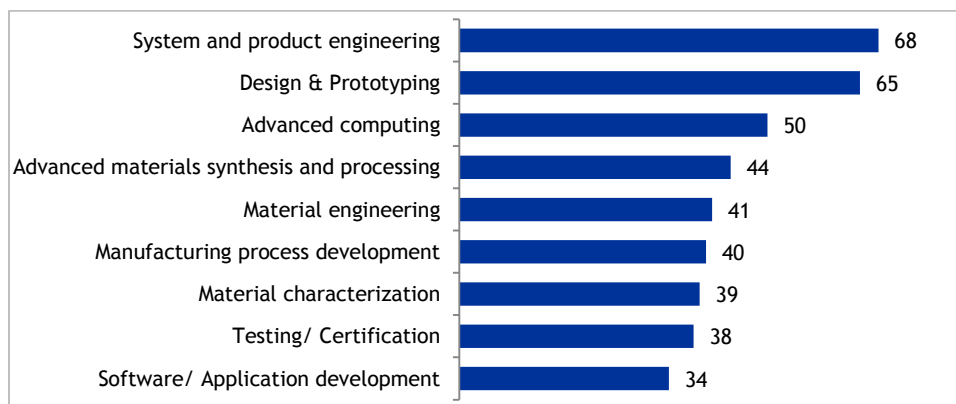 System and product engineering 68
Design & Prototyping 65
Advanced computing 50
Advanced materials synthesis and processing 44
Material engineering 41
Manufacturing process development 40
Material characterization 39
Testing/ Certification 38
Software/ Application development 34